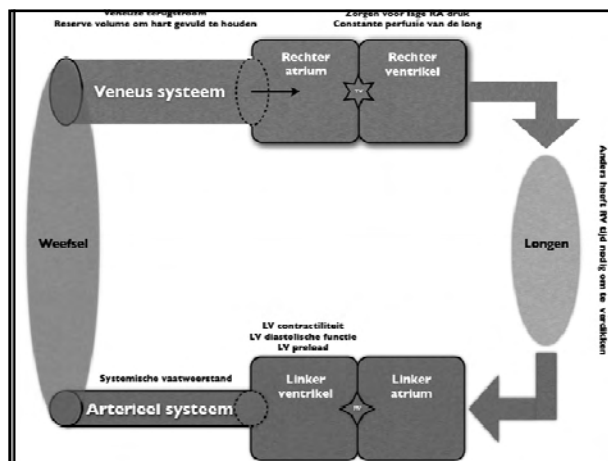 Veneuze terugstroom
Reserve volume om hart gevuld te houden
Zorgen voor lage RA druk
Constante perfusie van de long
Veneus systeem
Rechter
atrium
TV
Rechter
ventrikel
Anders heeft RV tijd nodig om te verdikken
Weefsel
Longen
LV contractiliteit
LV diastolische functie
LV preload
Systemische vaatweerstand
Arterieel systeem
Linker
ventrikel
Linker
atrium